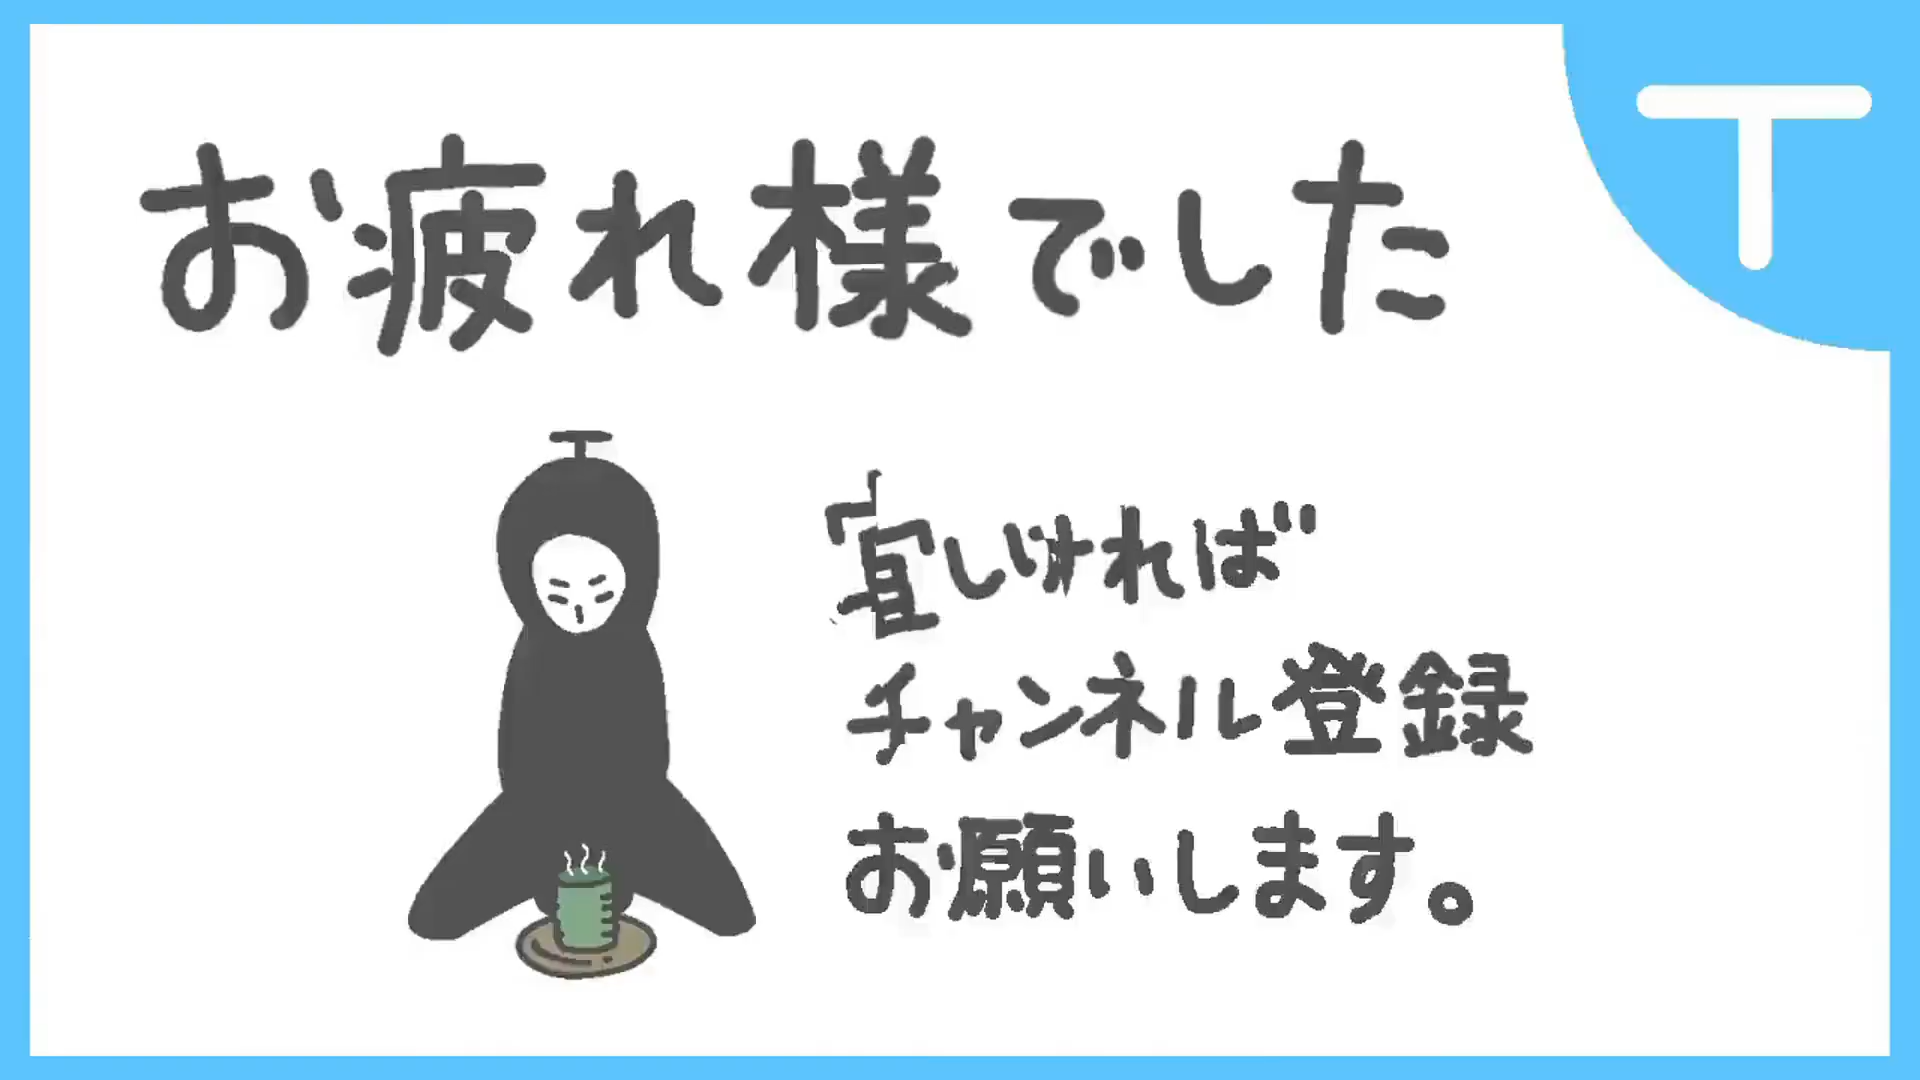 お疲れ様でした
T
宜しければ
チャンネル登録
お願いします。